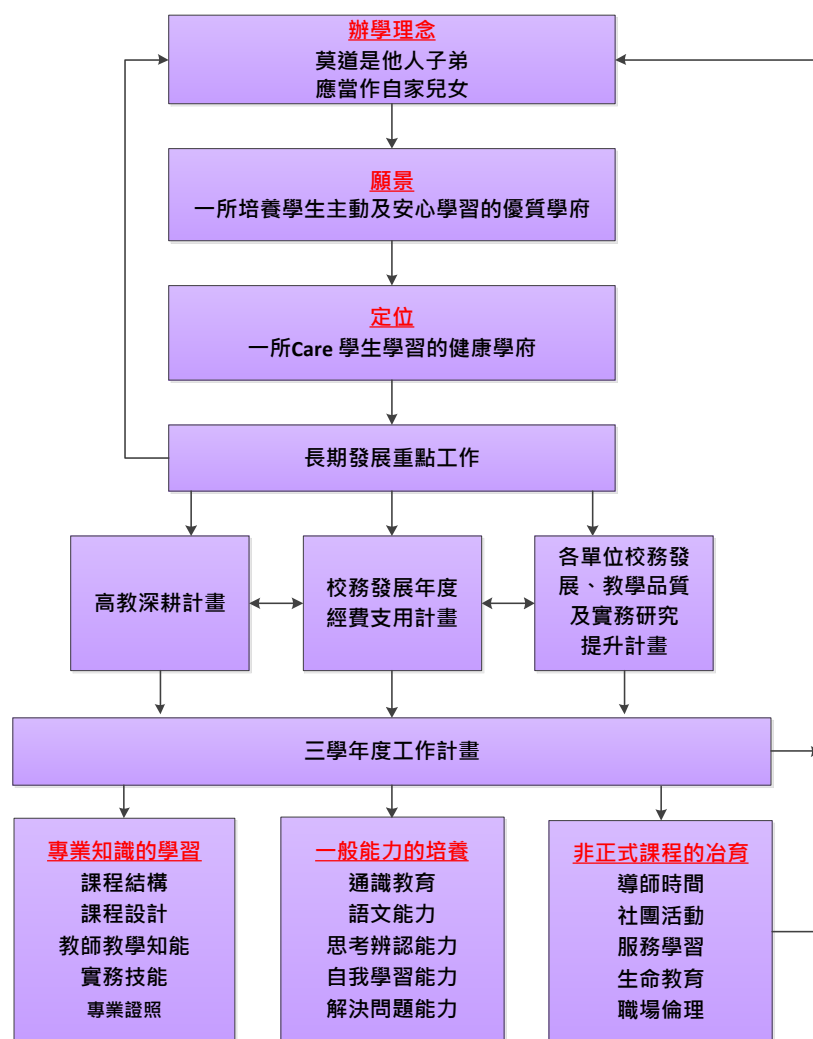 辦學理念
莫道是他人子弟
應當作自家兒女
願景
一所培養學生主動及安心學習的優質學府
定位
一所Care 學生學習的健康學府
長期發展重點工作
高教深耕計畫
校務發展年度
經費支用計畫
各單位校務發
展、教學品質
及實務研究
提升計畫
三學年度工作計畫
專業知識的學習
課程結構
課程設計
教師教學知能
實務技能
專業證照
一般能力的培養
通識教育
語文能力
思考辨認能力
自我學習能力
解決問題能力
非正式課程的冶育
導師時間
社團活動
服務學習
生命教育
職場倫理